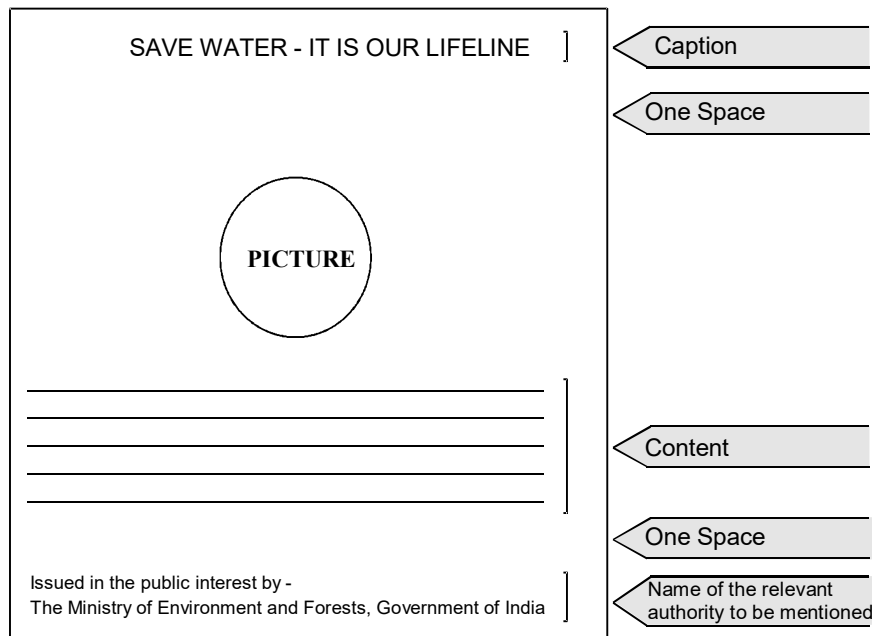 SAVE WATER - IT IS OUR LIFELINE
Caption
One Space
PICTURE
Content
One Space
Issued in the public interest by -
The Ministry of Environment and Forests, Government of India
Name of the relevant
authority to be mentioned